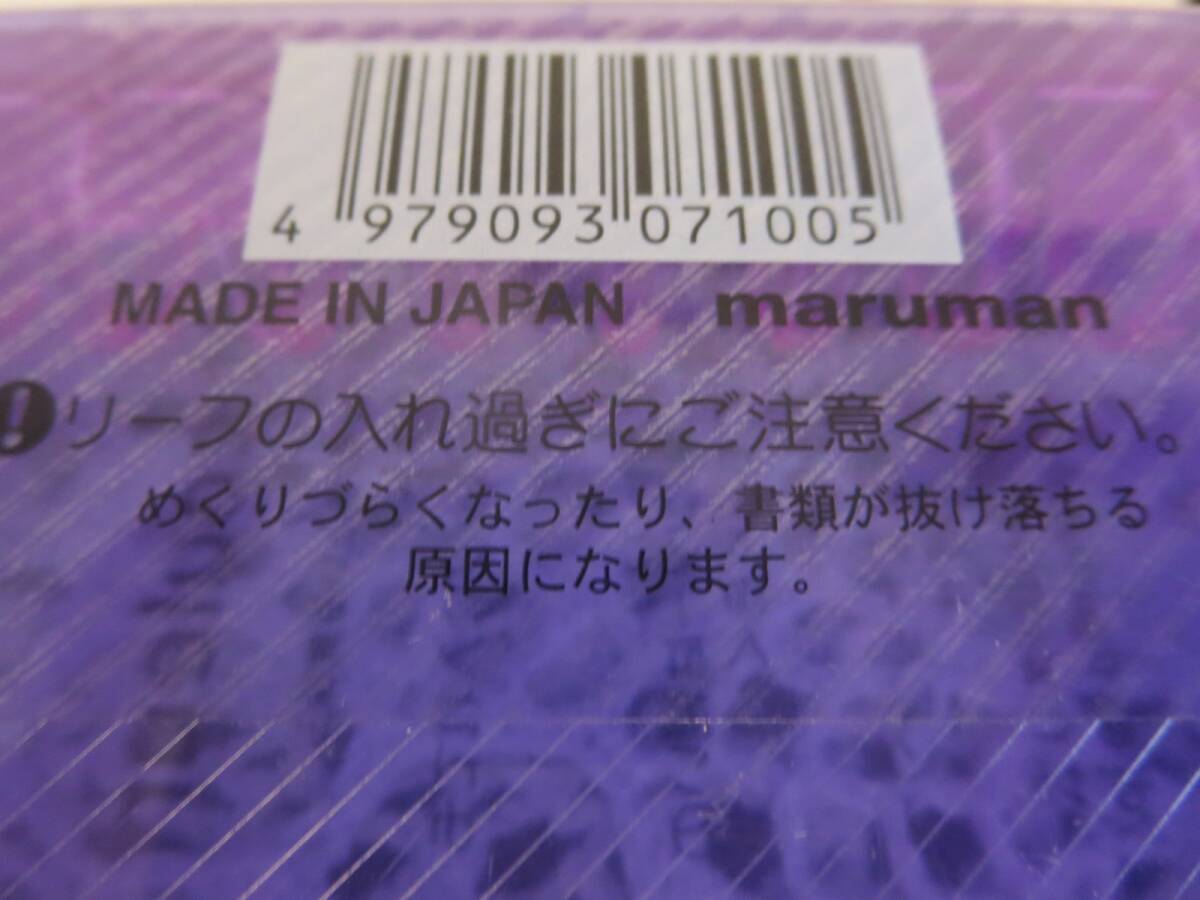 4 979093 071005
MADE IN JAPAN maruman
!リーフの入れ過ぎにご注意ください。
めくりづらくなったり、書類が抜け落ちる
原因になります。